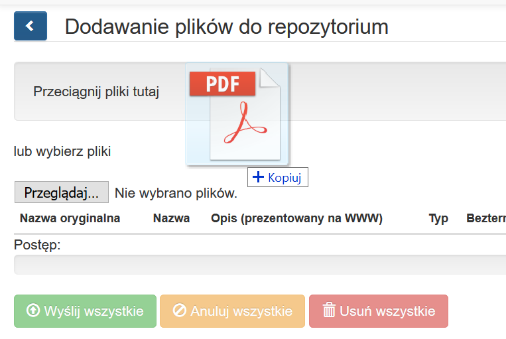 Dodawanie plików do repozytorium
Przeciągnij pliki tutaj
PDF
lub wybierz pliki
+ Kopiuj
Przeglądaj... Nie wybrano plików.
Nazwa oryginalna Nazwa Opis (prezentowany na WWW) Typ
Postęp:
Wyślij wszystkie Anuluj wszystkie Usuń wszystkie